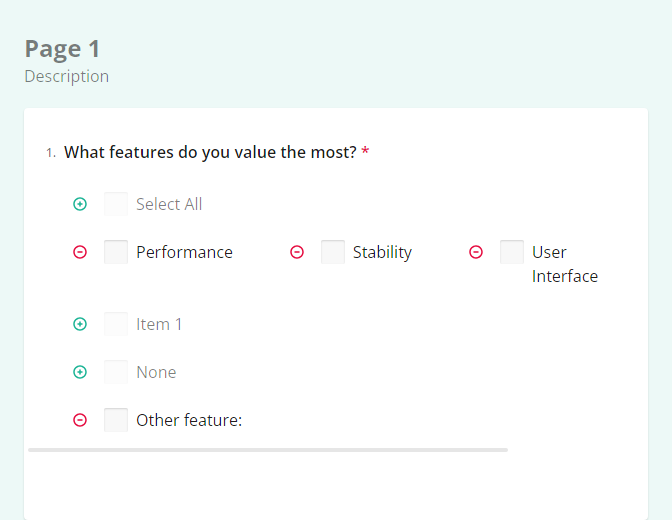 Page 1
Description
1. What features do you value the most? *
Select All
Performance Stability User
Interface
Item 1
None
Other feature: